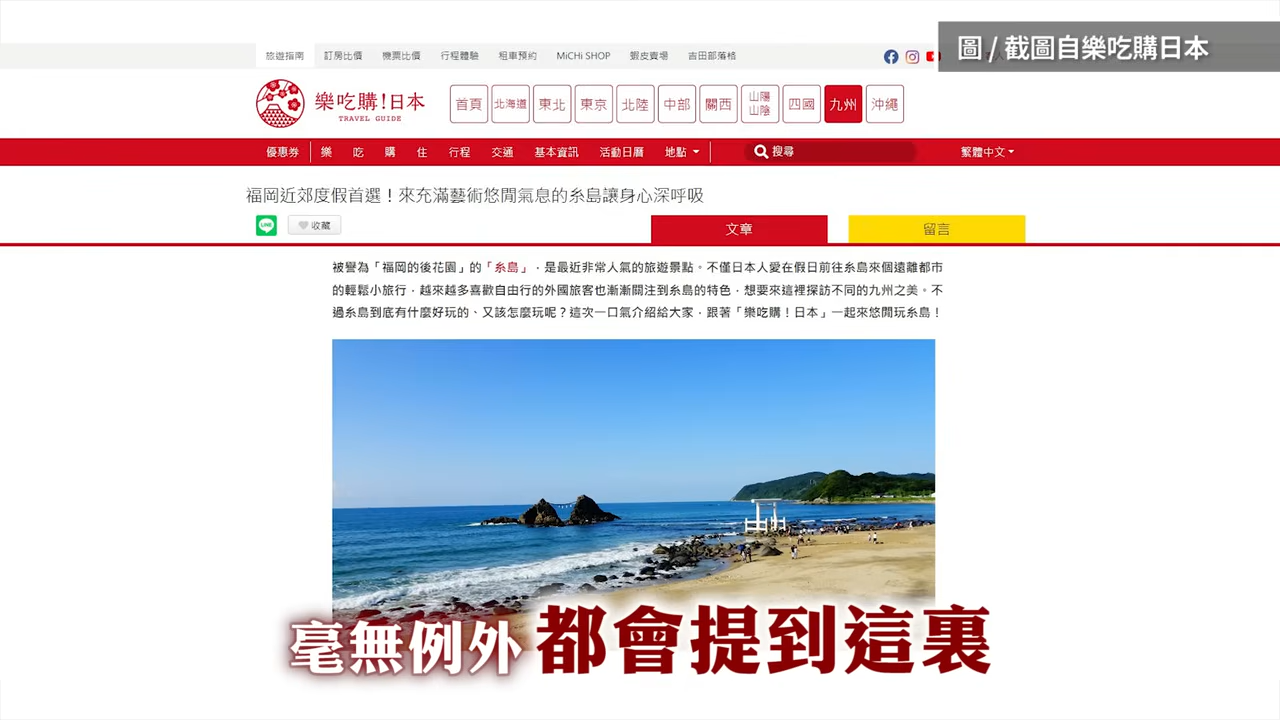 圖 / 截圖自樂吃購日本
旅遊指南 訂房比價 機票比價 行程體驗 租車預約 MiCHi SHOP 蝦皮賣場 吉田部落格
樂吃購!日本
TRAVEL GUIDE
首頁 北海道 東北 東京 北陸 中部 關西 山陽山陰 四國 九州 沖繩
優惠券 樂 吃 購 住 行程 交通 基本資訊 活動日曆 地點 搜尋 繁體中文
福岡近郊度假首選！來充滿藝術悠閒氣息的糸島讓身心深呼吸
LINE 收藏
文章 留言
被譽為「福岡的後花園」的「糸島」，是最近非常人氣的旅遊景點。不僅日本人愛在假日前往糸島來個遠離都市
的輕鬆小旅行，越來越多喜歡自由行的外國旅客也漸漸關注到糸島的特色，想要來這裡探訪不同的九州之美。不
過糸島到底有什麼好玩的、又該怎麼玩呢？這次一口氣介紹給大家，跟著「樂吃購！日本」一起來悠閒玩糸島！
毫無例外 都會提到這裏